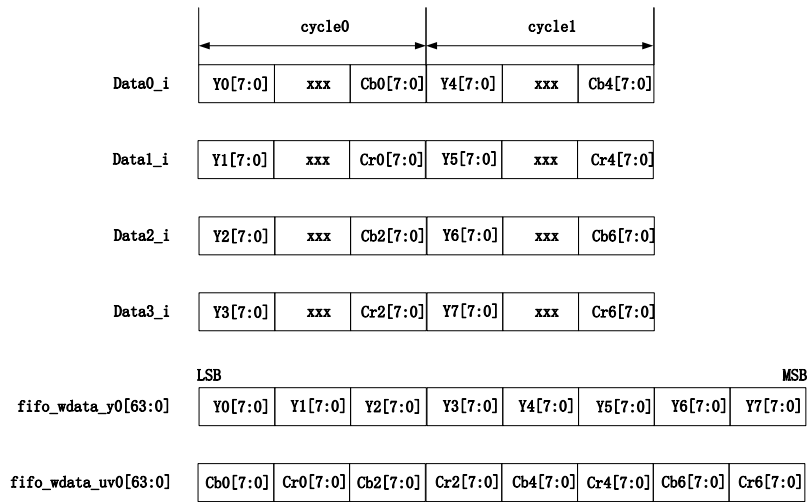 cycle0 cycle1
Data0_i Y0[7:0] xxx Cb0[7:0] Y4[7:0] xxx Cb4[7:0]
Data1_i Y1[7:0] xxx Cr0[7:0] Y5[7:0] xxx Cr4[7:0]
Data2_i Y2[7:0] xxx Cb2[7:0] Y6[7:0] xxx Cb6[7:0]
Data3_i Y3[7:0] xxx Cr2[7:0] Y7[7:0] xxx Cr6[7:0]
LSB MSB
fifo_wdata_y0[63:0] Y0[7:0] Y1[7:0] Y2[7:0] Y3[7:0] Y4[7:0] Y5[7:0] Y6[7:0] Y7[7:0]
fifo_wdata_uv0[63:0] Cb0[7:0] Cr0[7:0] Cb2[7:0] Cr2[7:0] Cb4[7:0] Cr4[7:0] Cb6[7:0] Cr6[7:0]